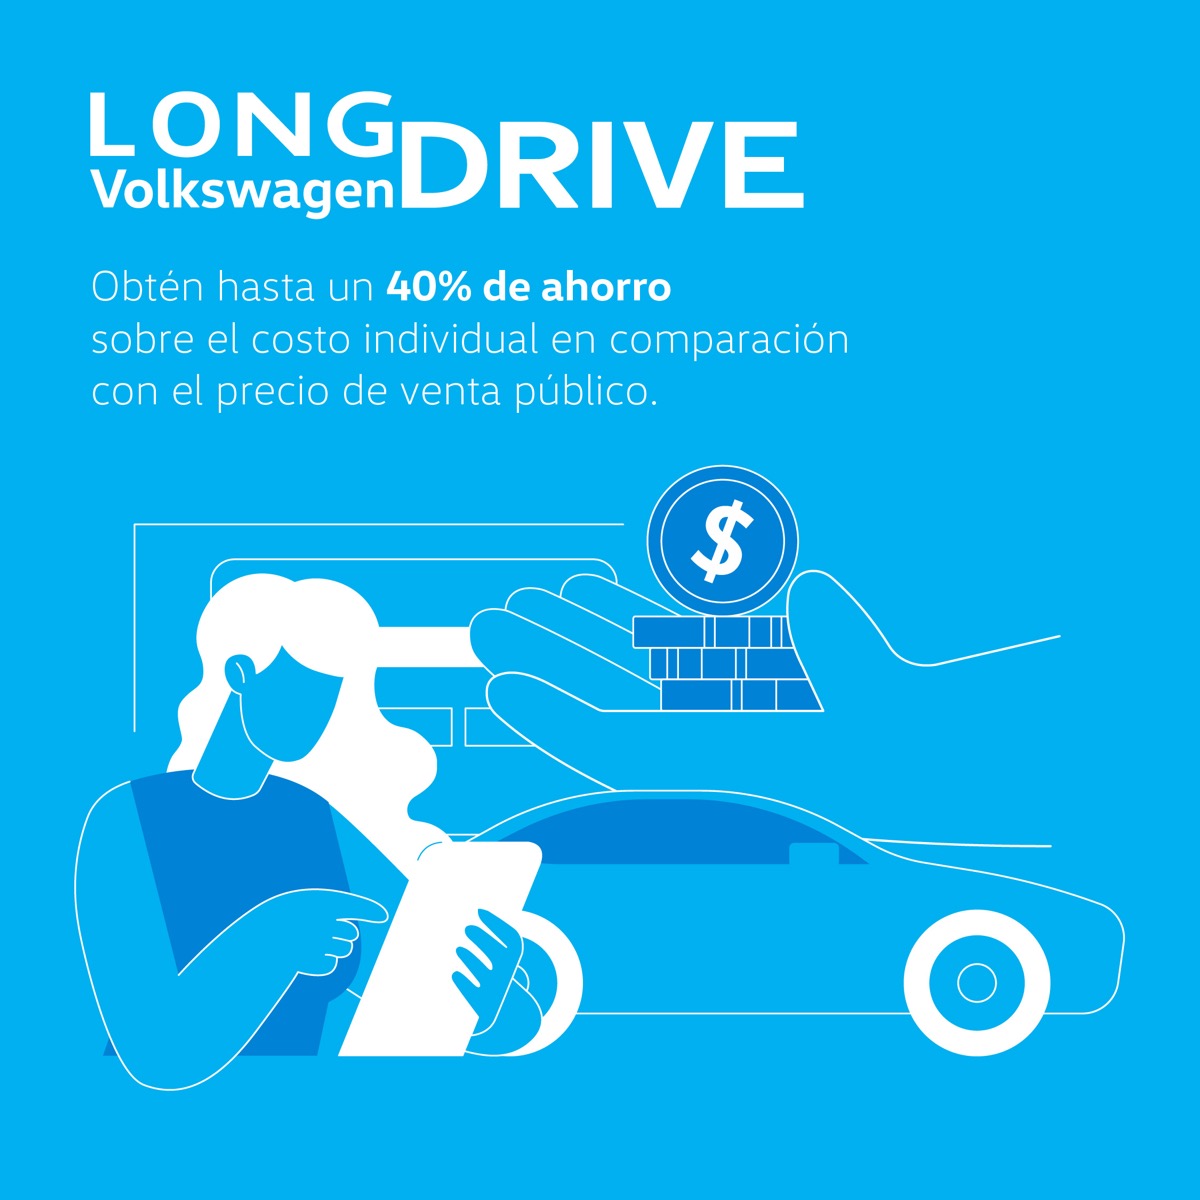 LONG
Volkswagen DRIVE
Obtén hasta un 40% de ahorro
sobre el costo individual en comparación
con el precio de venta público.
$